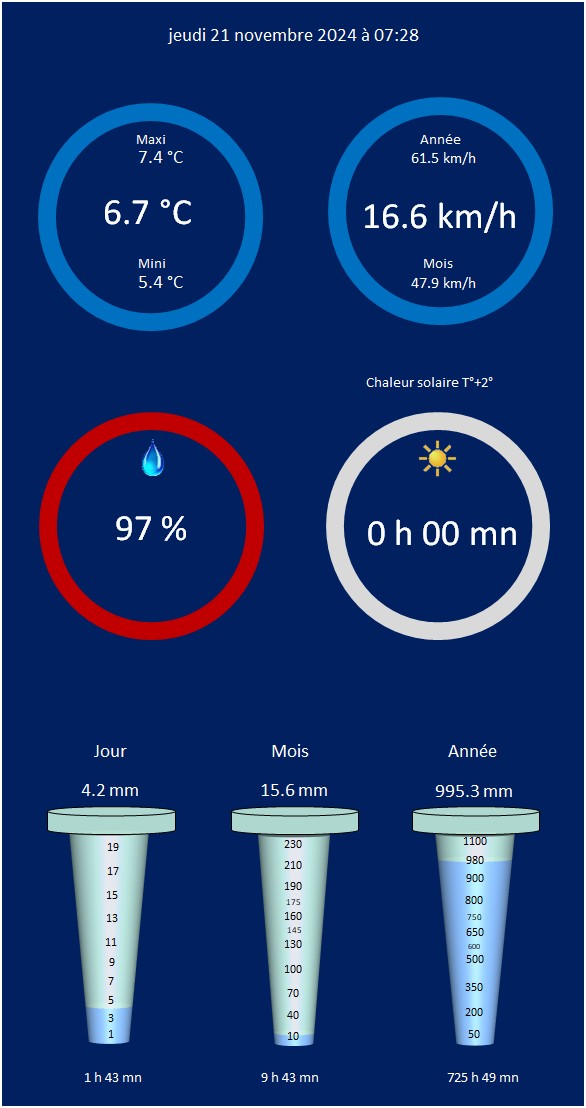 jeudi 21 novembre 2024 à 07:28
Maxi
7.4 °C
6.7 °C
Mini
5.4 °C
Année
61.5 km/h
16.6 km/h
Mois
47.9 km/h
Chaleur solaire T°+2°
97 %
0 h 00 mn
Jour
4.2 mm
19
17
15
13
11
9
7
5
3
1
1 h 43 mn
Mois
15.6 mm
230
210
190
175
160
145
130
100
70
40
10
9 h 43 mn
Année
995.3 mm
1100
980
900
800
750
650
600
500
350
200
50
725 h 49 mn